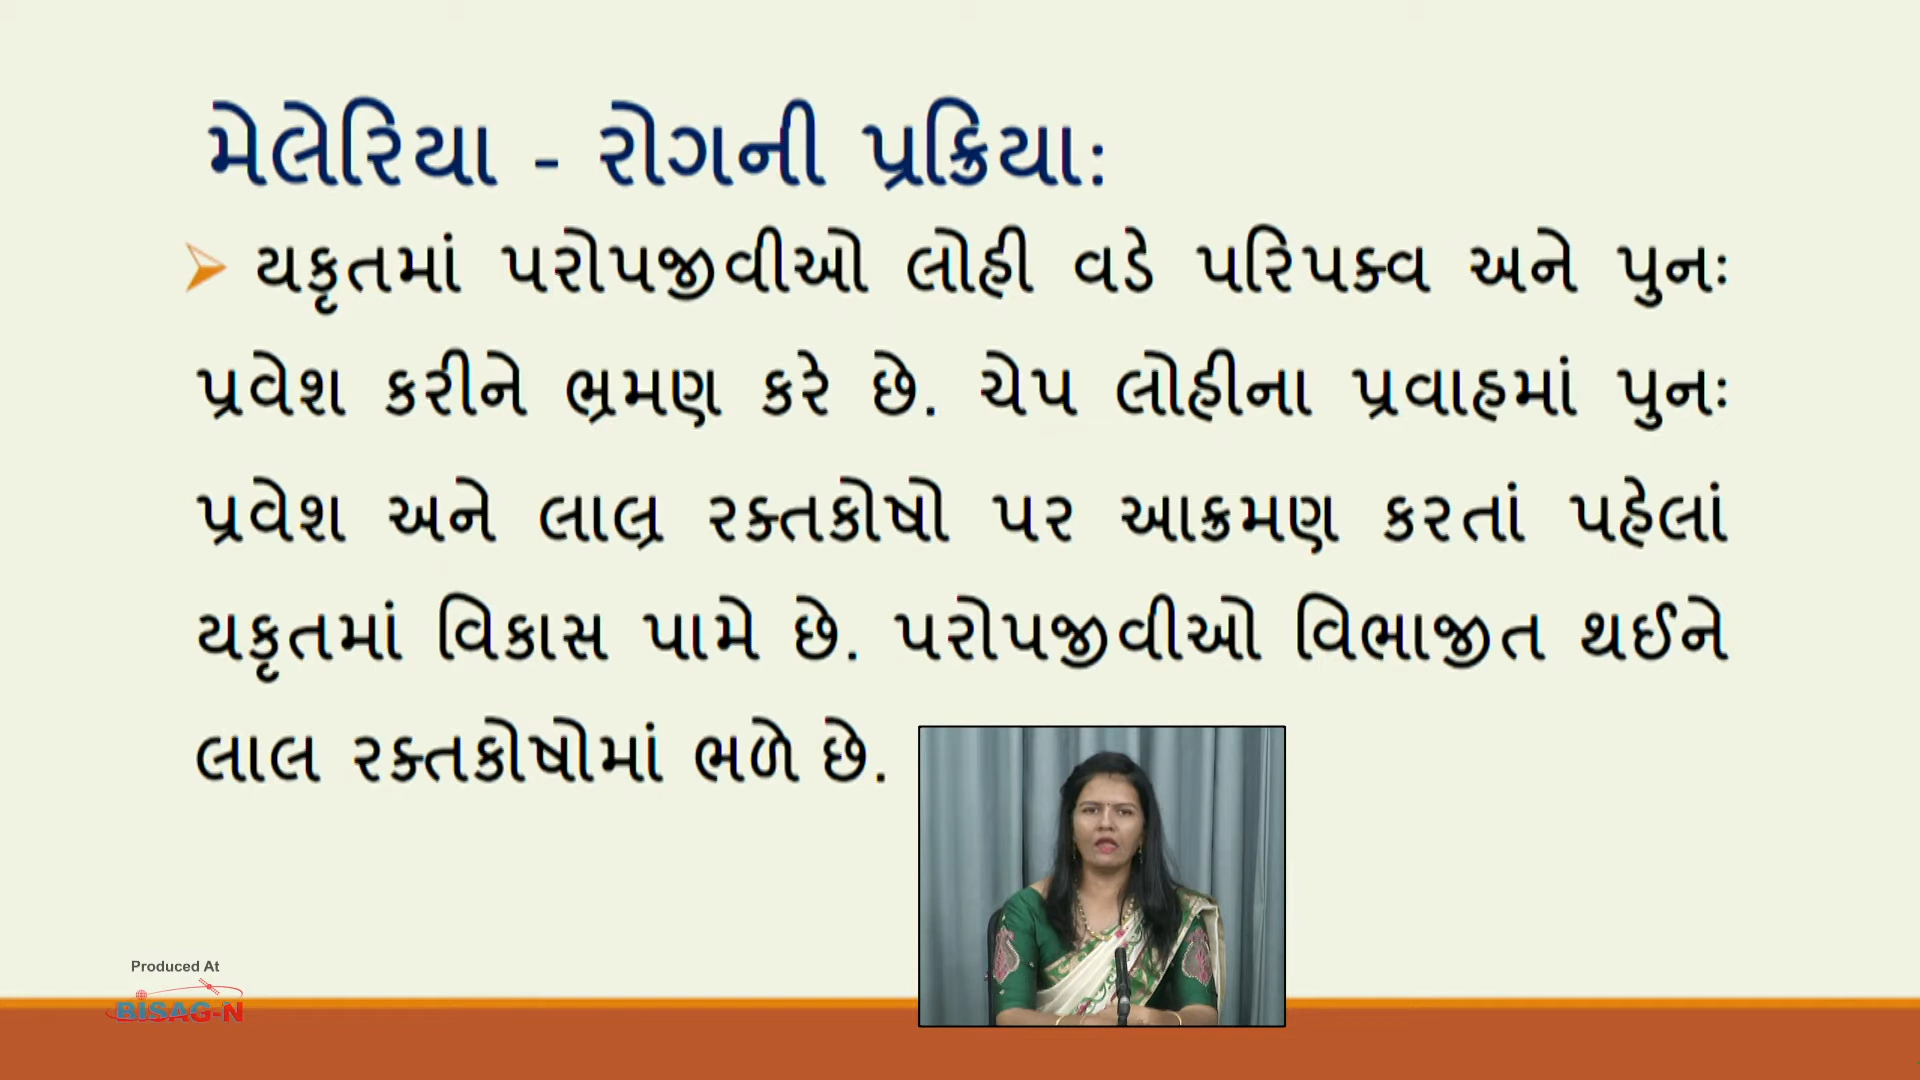 મેલેરિયા - રોગની પ્રક્રિયા:
યકૃતમાં પરોપજીવીઓ લોહી વડે પરિપક્વ અને પુનઃ
પ્રવેશ કરીને ભ્રમણ કરે છે. ચેપ લોહીના પ્રવાહમાં પુનઃ
પ્રવેશ અને લાલ્ર રક્તકોષો પર આક્રમણ કરતાં પહેલાં
યકૃતમાં વિકાસ પામે છે. પરોપજીવીઓ વિભાજીત થઈને
લાલ રક્તકોષોમાં ભળે છે.
Produced At
BISAG-N